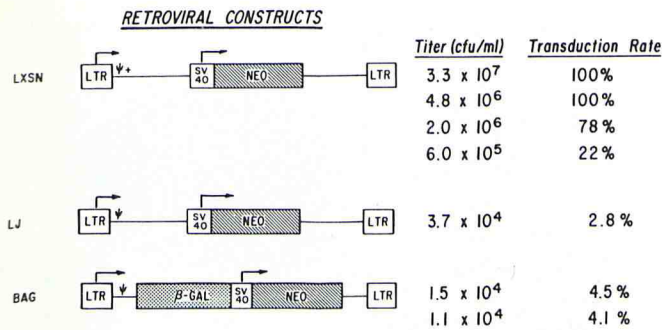 RETROVIRAL CONSTRUCTS
Titer (cfu/ml) Transduction Rate
LXSN LTR ψ+ SV 40 NEO LTR 3.3 x 10⁷ 100%
4.8 x 10⁶ 100%
2.0 x 10⁶ 78%
6.0 x 10⁵ 22%
LJ LTR ψ SV 40 NEO LTR 3.7 x 10⁴ 2.8%
BAG LTR ψ β-GAL SV 40 NEO LTR 1.5 x 10⁴ 4.5%
1.1 x 10⁴ 4.1%